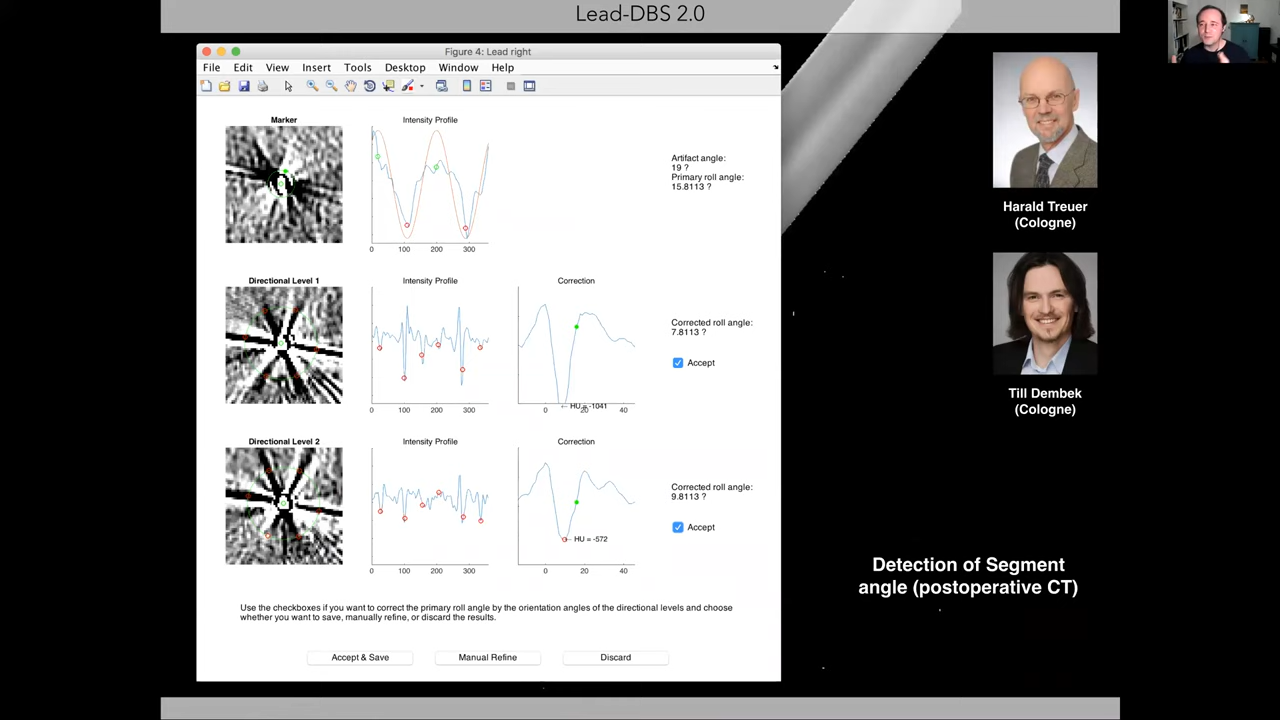 Lead-DBS 2.0
Figure 4: Lead right
File Edit View Insert Tools Desktop Window Help
Marker
Intensity Profile
0 100 200 300
Artifact angle:
19 ?
Primary roll angle:
15.8113 ?
Directional Level 1
Intensity Profile
Correction
0 100 200 300
← HU = -1041
0 20 40
Corrected roll angle:
7.8113 ?
Accept
Directional Level 2
Intensity Profile
Correction
0 100 200 300
← HU = -572
0 20 40
Corrected roll angle:
9.8113 ?
Accept
Use the checkboxes if you want to correct the primary roll angle by the orientation angles of the directional levels and choose
whether you want to save, manually refine, or discard the results.
Accept & Save Manual Refine Discard
Harald Treuer
(Cologne)
Till Dembek
(Cologne)
Detection of Segment
angle (postoperative CT)